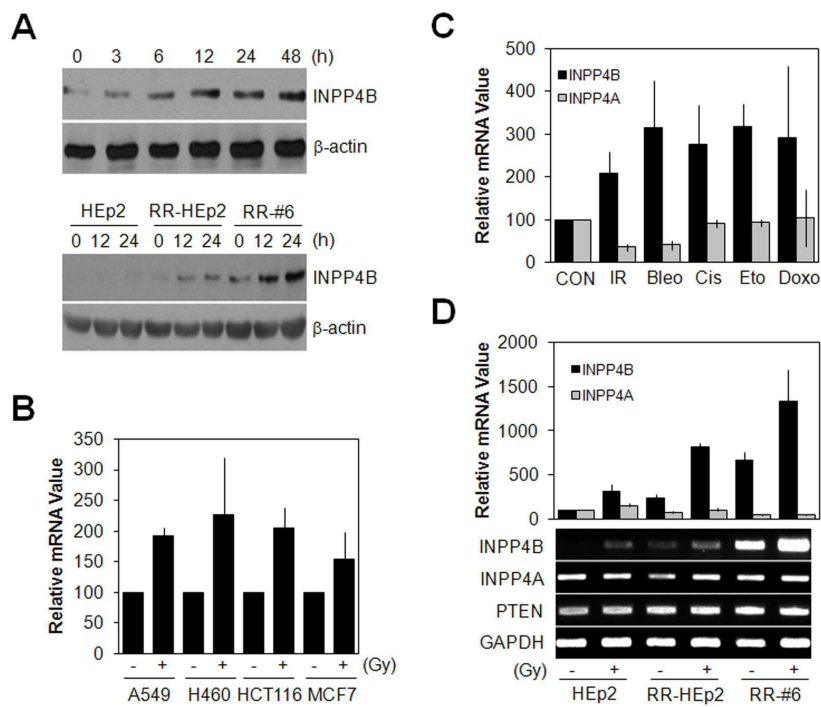 A
0 3 6 12 24 48 (h)
INPP4B
β-actin
HEp2 RR-HEp2 RR-#6
0 12 24 0 12 24 0 12 24 (h)
INPP4B
β-actin
B
Relative mRNA Value
350
300
250
200
150
100
50
0
- + - + - + - + (Gy)
A549 H460 HCT116 MCF7
C
Relative mRNA Value
500
400
300
200
100
0
INPP4B
INPP4A
CON IR Bleo Cis Eto Doxo
D
Relative mRNA Value
2000
1500
1000
500
0
INPP4B
INPP4A
INPP4B
INPP4A
PTEN
GAPDH
(Gy) - + - + - +
HEp2 RR-HEp2 RR-#6